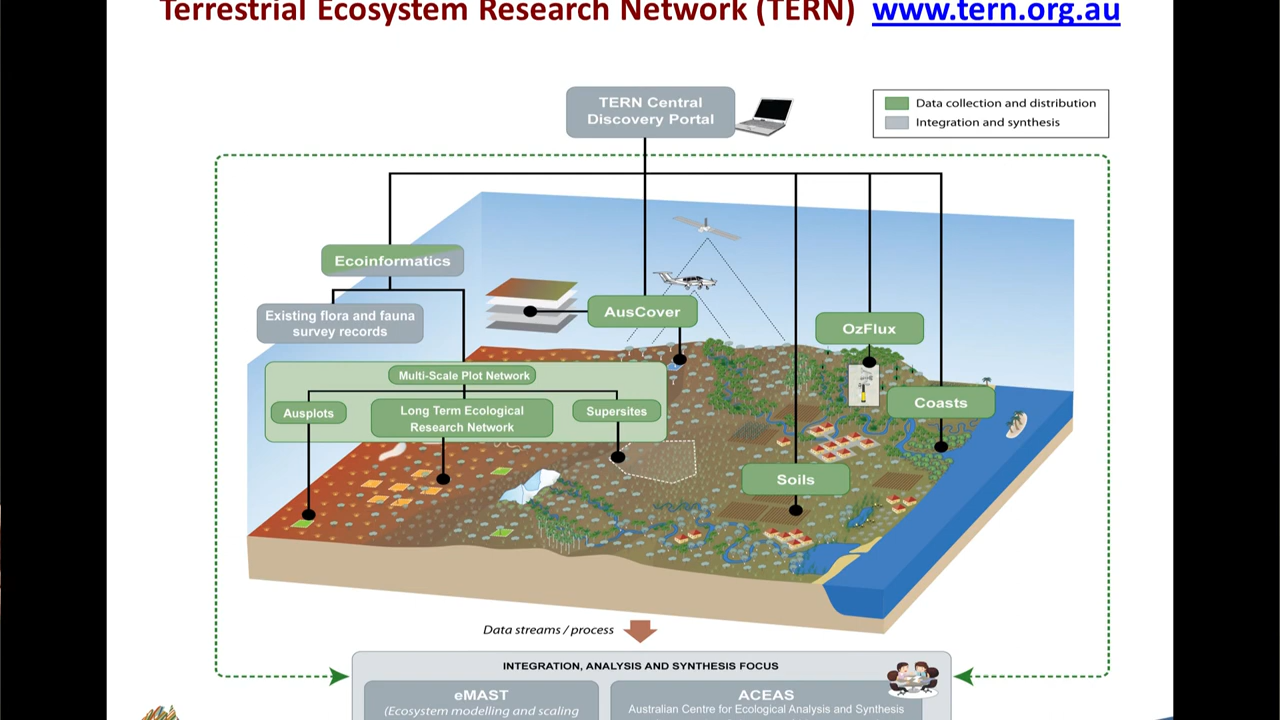 Terrestrial Ecosystem Research Network (TERN) www.tern.org.au
TERN Central
Discovery Portal
Data collection and distribution
Integration and synthesis
Ecoinformatics
Existing flora and fauna
survey records
AusCover
OzFlux
Multi-Scale Plot Network
Ausplots
Long Term Ecological
Research Network
Supersites
Coasts
Soils
Data streams / process
INTEGRATION, ANALYSIS AND SYNTHESIS FOCUS
eMAST
(Ecosystem modelling and scaling
ACEAS
Australian Centre for Ecological Analysis and Synthesis